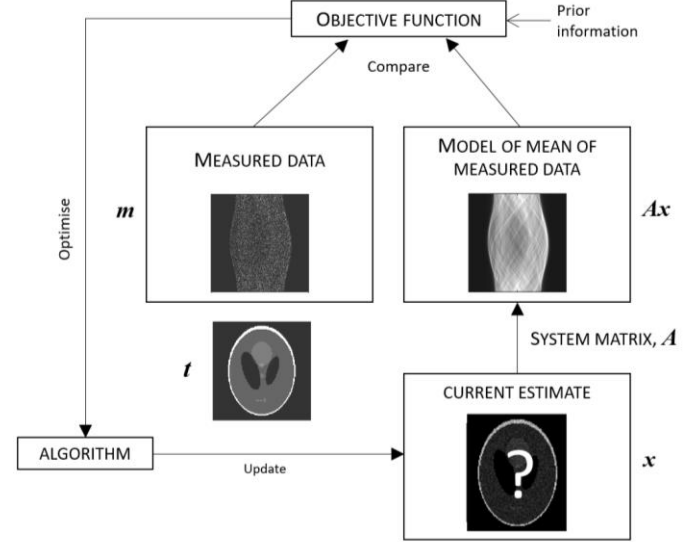 OBJECTIVE FUNCTION
Prior
information
Compare
MEASURED DATA
MODEL OF MEAN OF
MEASURED DATA
m
Ax
Optimise
SYSTEM MATRIX, A
t
CURRENT ESTIMATE
?
x
ALGORITHM
Update